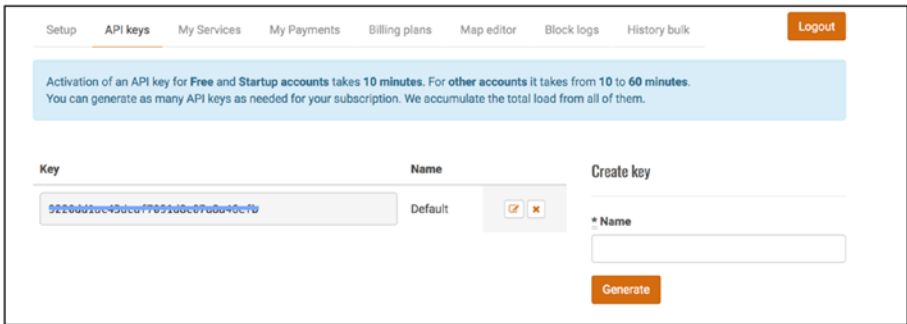 Setup API keys My Services My Payments Billing plans Map editor Block logs History bulk Logout
Activation of an API key for Free and Startup accounts takes 10 minutes. For other accounts it takes from 10 to 60 minutes.
You can generate as many API keys as needed for your subscription. We accumulate the total load from all of them.
Key Name Create key
Default
* Name
Generate